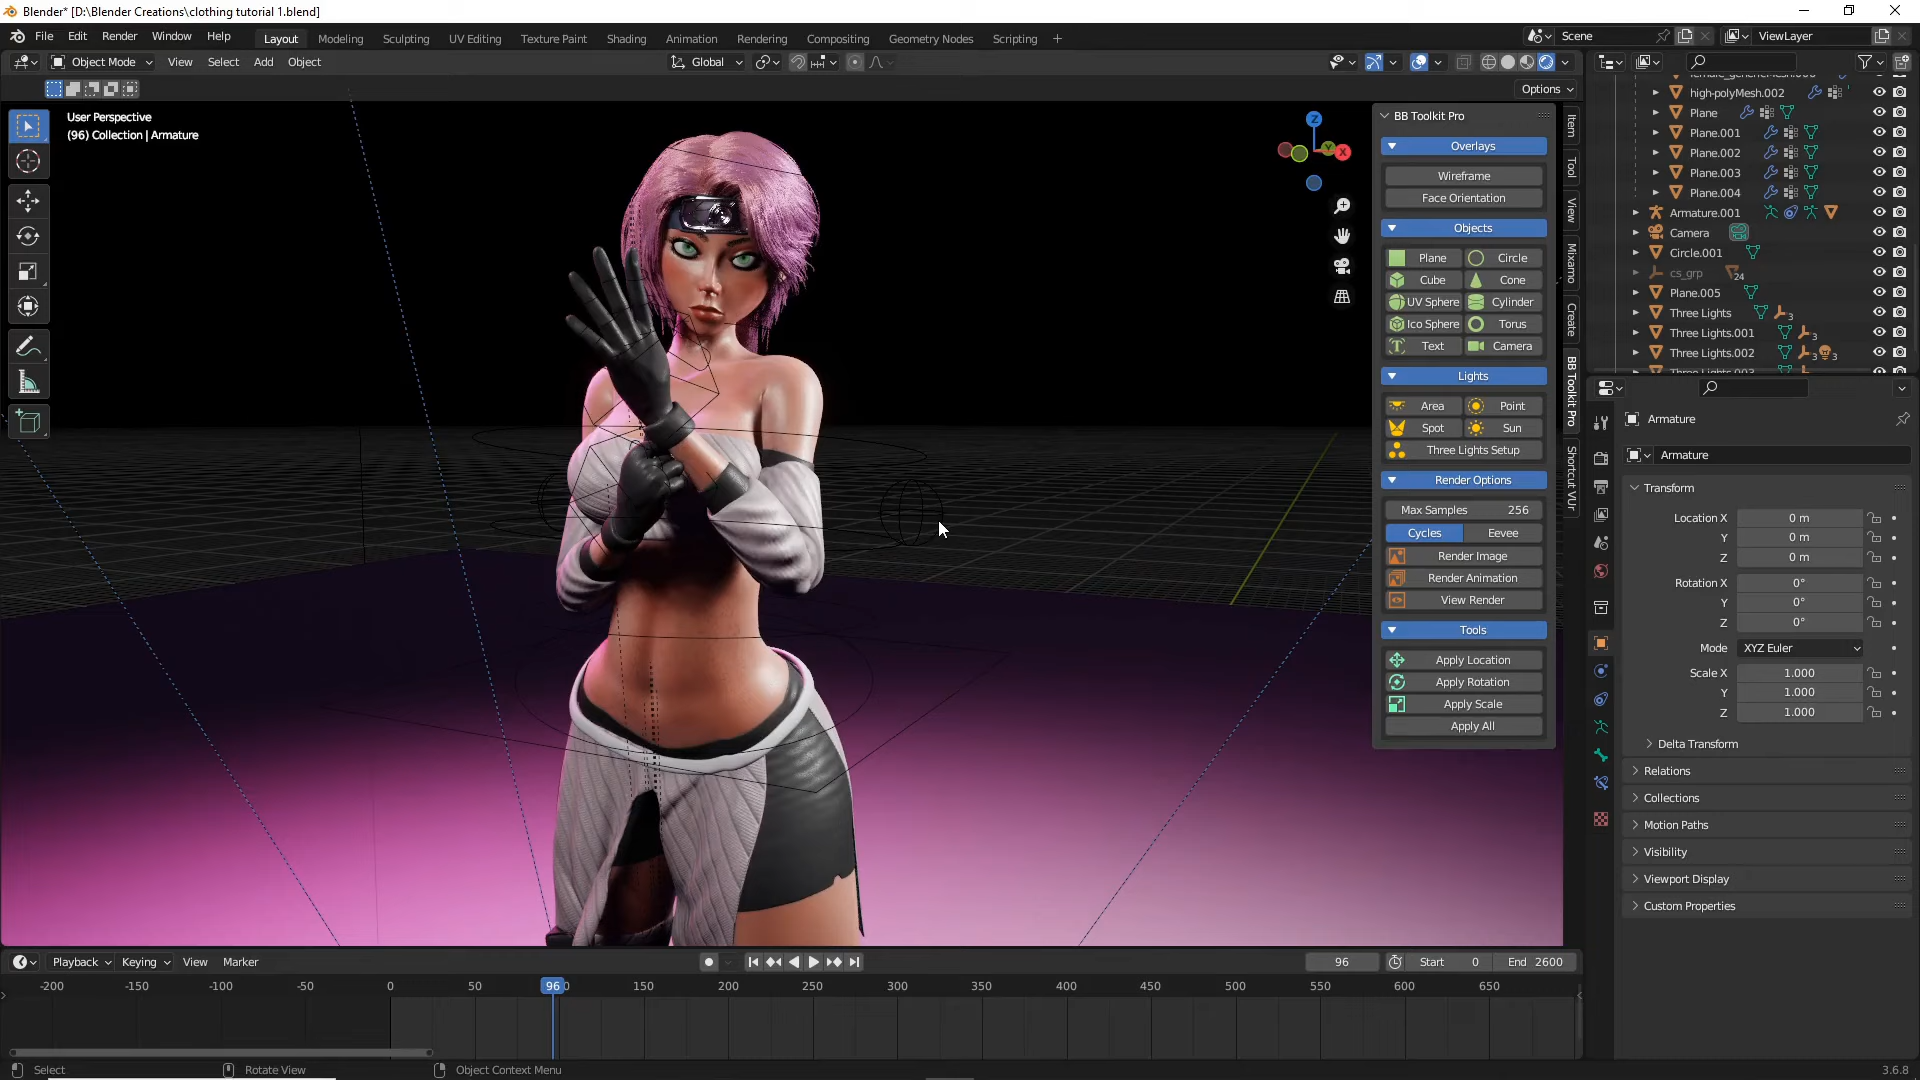 Blender* [D:\Blender Creations\clothing tutorial 1.blend]
File Edit Render Window Help Layout Modeling Sculpting UV Editing Texture Paint Shading Animation Rendering Compositing Geometry Nodes Scripting + Scene ViewLayer
Object Mode View Select Add Object Global
Options
User Perspective
(96) Collection | Armature
Z
Y
X
BB Toolkit Pro
Overlays
Wireframe
Face Orientation
Objects
Plane Circle
Cube Cone
UV Sphere Cylinder
Ico Sphere Torus
Text Camera
Lights
Area Point
Spot Sun
Three Lights Setup
Render Options
Max Samples 256
Cycles Eevee
Render Image
Render Animation
View Render
Tools
Apply Location
Apply Rotation
Apply Scale
Apply All
Item
Tool
View
Mixamo
Create
BB Toolkit Pro
Shortcut VUr
high-polyMesh.002
Plane
Plane.001
Plane.002
Plane.003
Plane.004
Armature.001
Camera
Circle.001
cs_grp 24
Plane.005
Three Lights 3
Three Lights.001 3
Three Lights.002 3 3
Armature
Armature
Transform
Location X 0 m
Y 0 m
Z 0 m
Rotation X 0°
Y 0°
Z 0°
Mode XYZ Euler
Scale X 1.000
Y 1.000
Z 1.000
Delta Transform
Relations
Collections
Motion Paths
Visibility
Viewport Display
Custom Properties
Playback Keying View Marker 96 Start 0 End 2600
-200 -150 -100 -50 0 50 96 150 200 250 300 350 400 450 500 550 600 650
Select Rotate View Object Context Menu 3.6.8